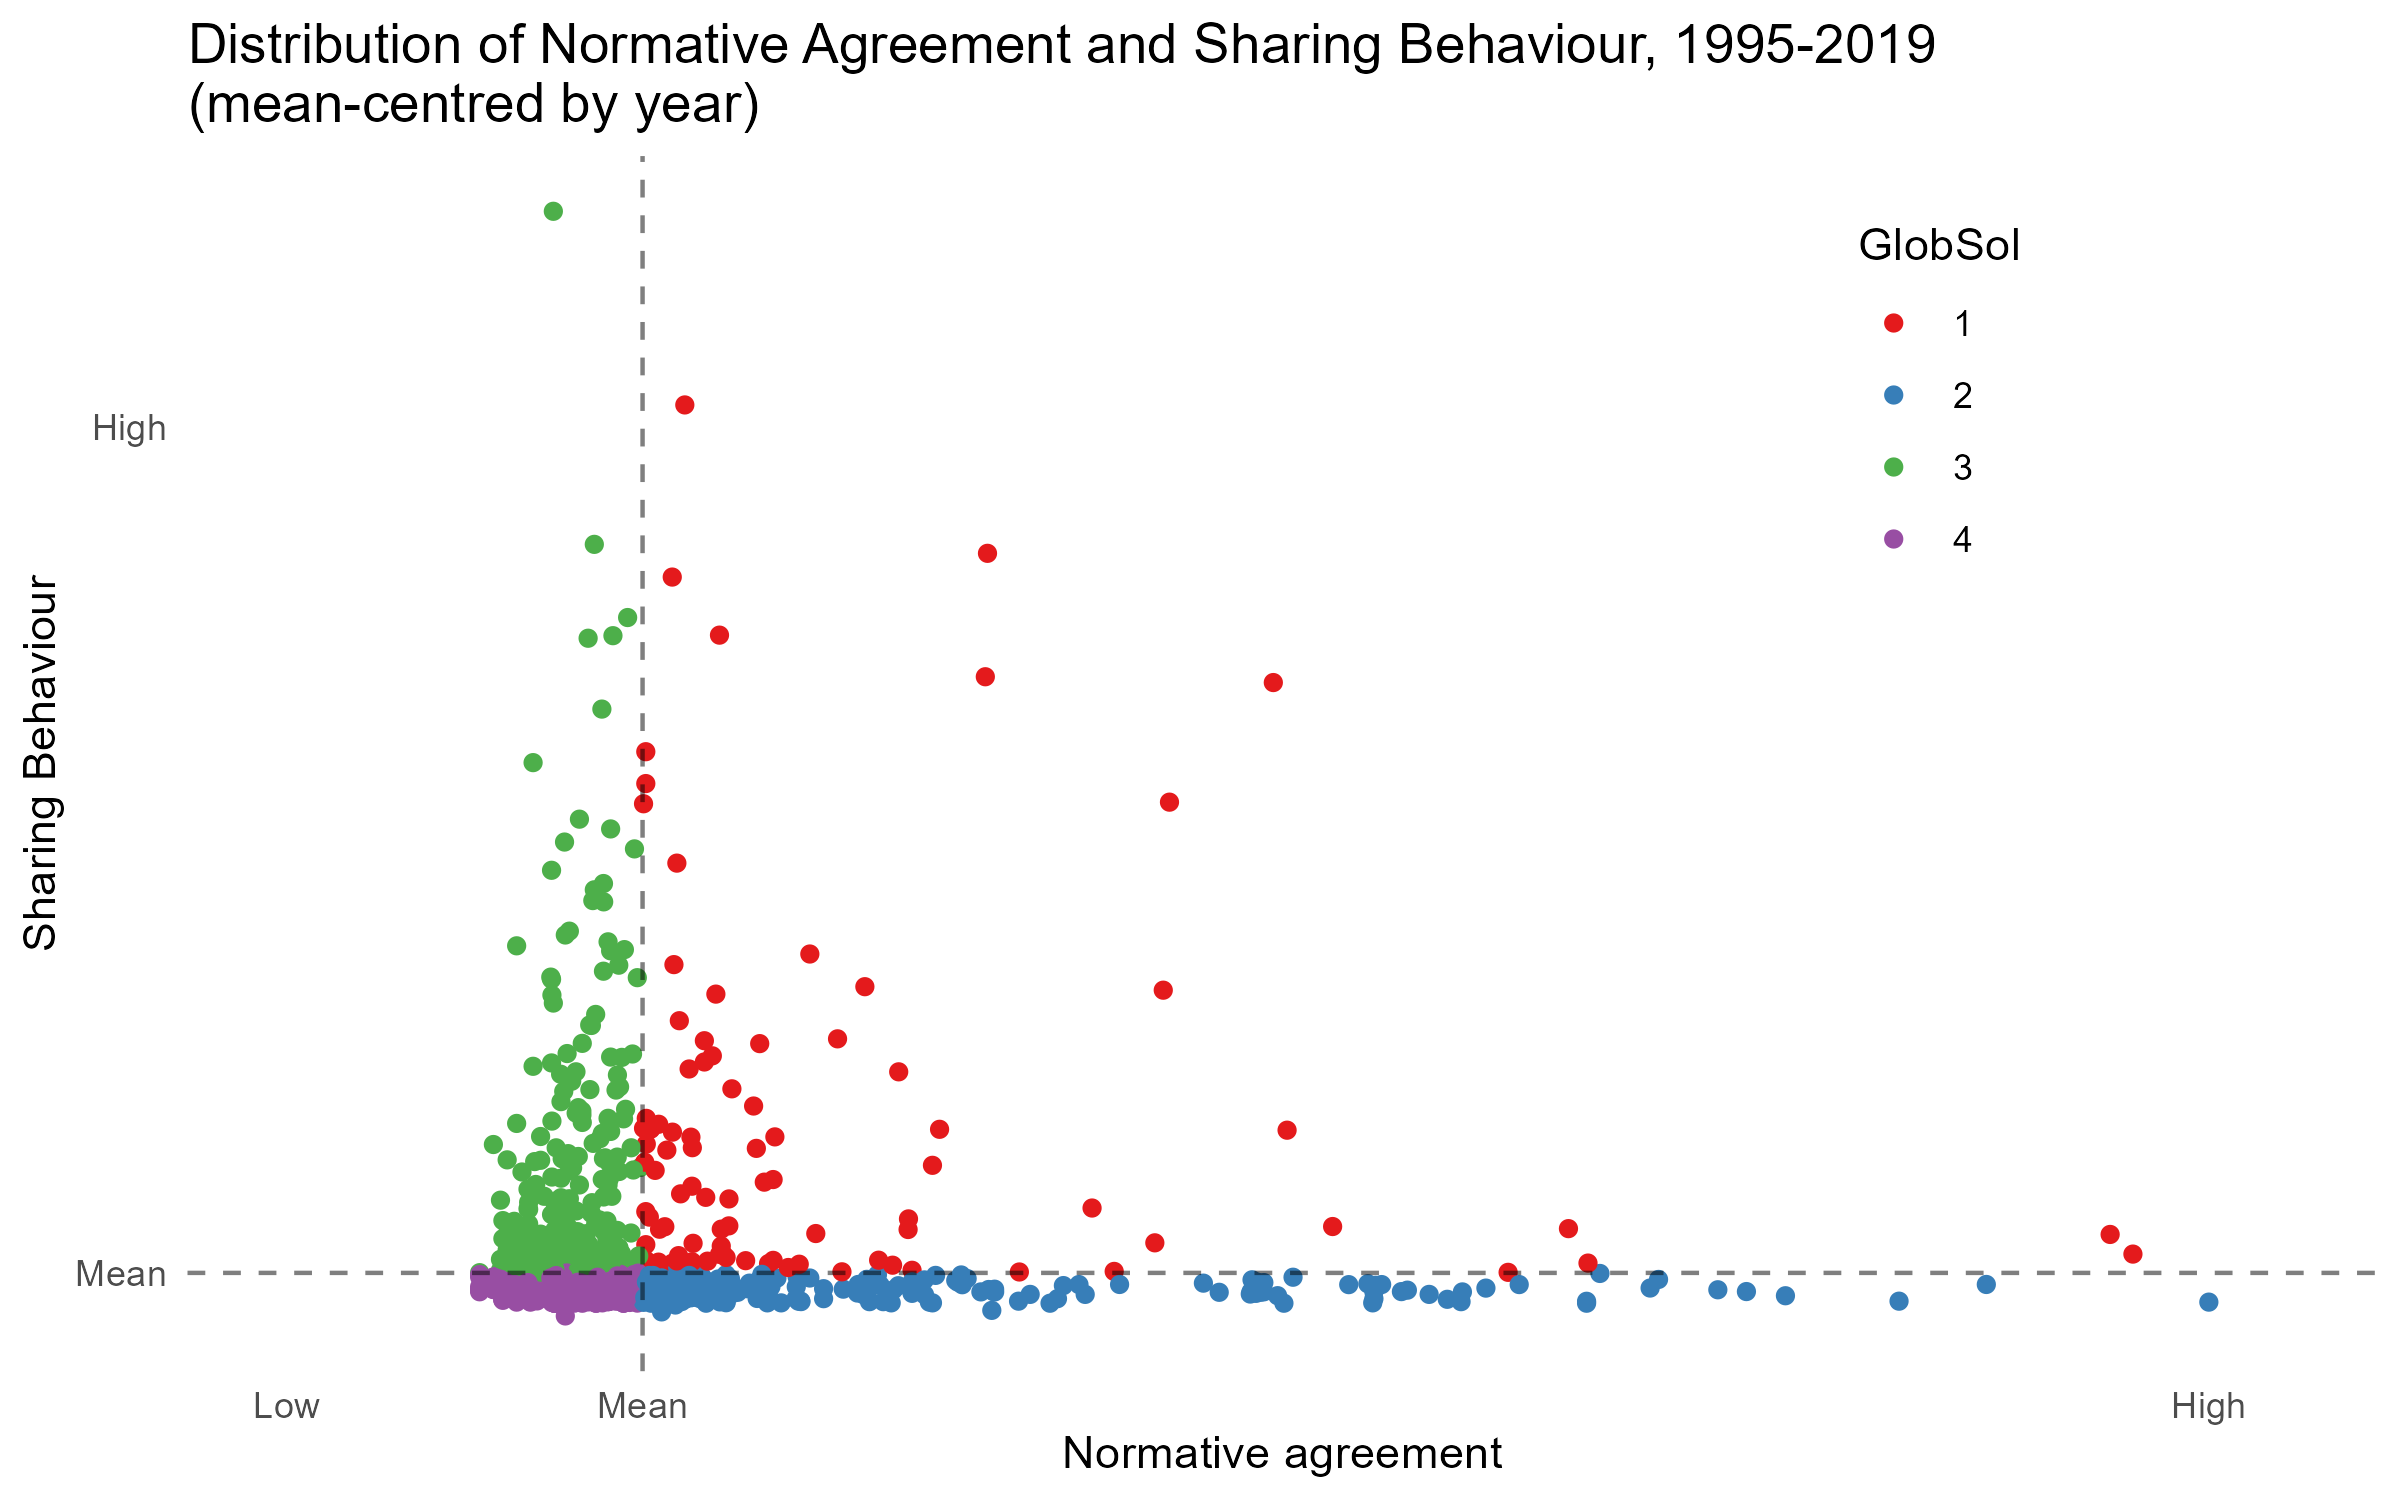 Distribution of Normative Agreement and Sharing Behaviour, 1995-2019
(mean-centred by year)
GlobSol
1
2
3
4
High
Mean
Sharing Behaviour
Low
Mean
High
Normative agreement